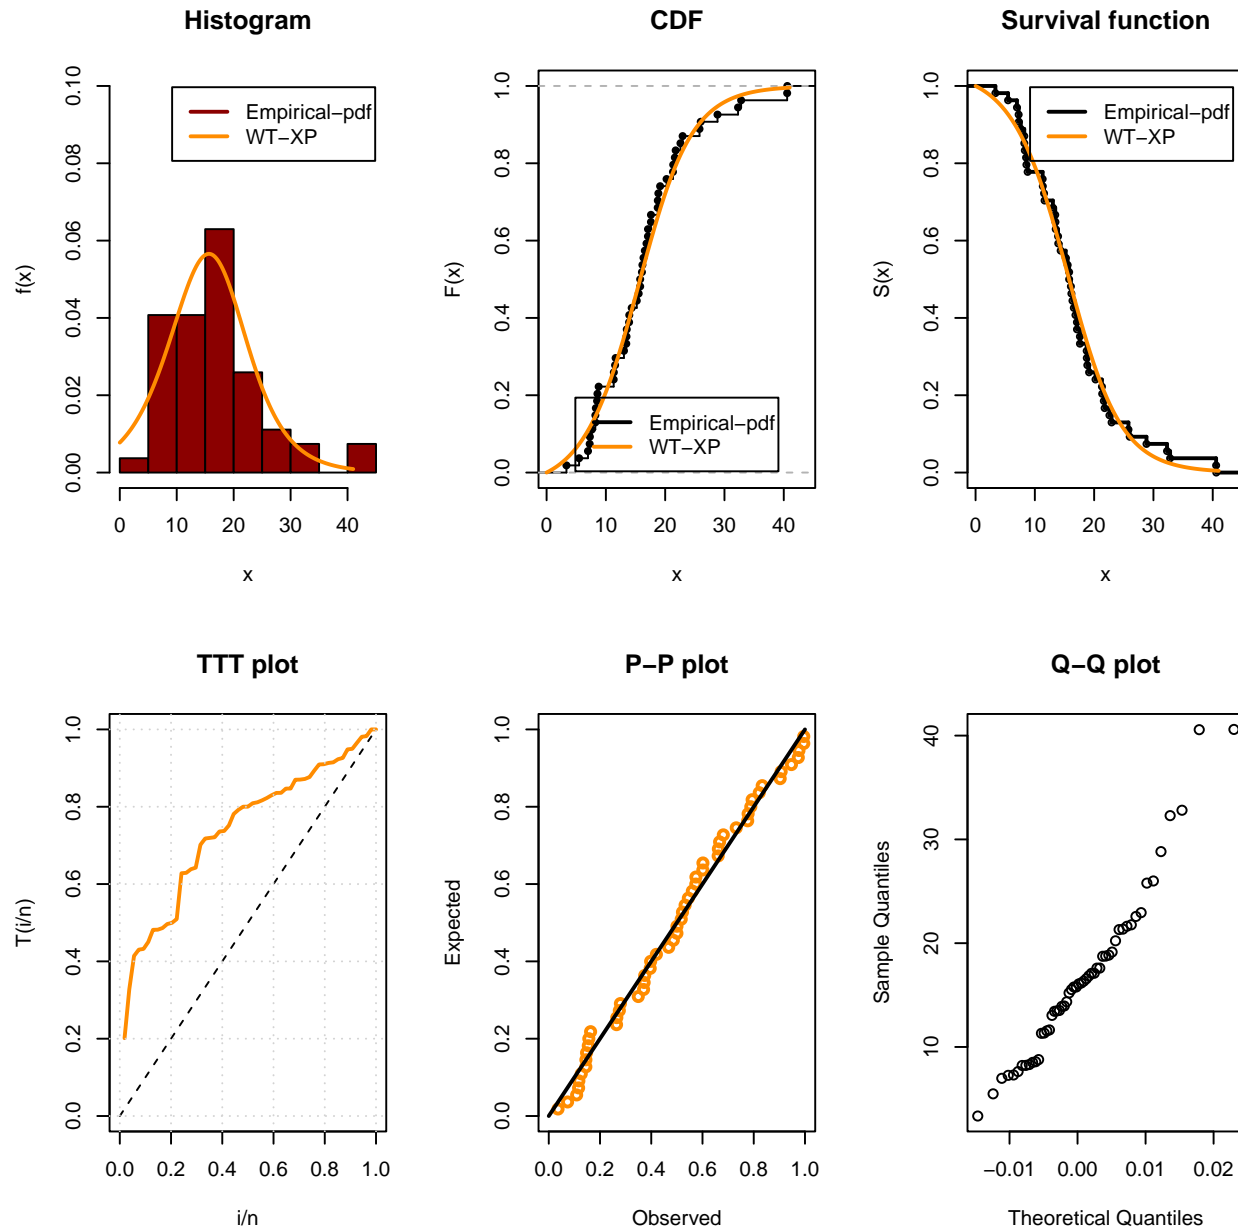 Histogram
f(x)
0.00 0.02 0.04 0.06 0.08 0.10
Empirical−pdf
WT−XP
0 10 20 30 40
x
CDF
F(x)
0.0 0.2 0.4 0.6 0.8 1.0
Empirical−pdf
WT−XP
0 10 20 30 40
x
Survival function
S(x)
0.0 0.2 0.4 0.6 0.8 1.0
Empirical−pdf
WT−XP
0 10 20 30 40
x
TTT plot
T(i/n)
0.0 0.2 0.4 0.6 0.8 1.0
0.0 0.2 0.4 0.6 0.8 1.0
i/n
P−P plot
Expected
0.0 0.2 0.4 0.6 0.8 1.0
0.0 0.2 0.4 0.6 0.8 1.0
Observed
Q−Q plot
Sample Quantiles
10 20 30 40
−0.01 0.00 0.01 0.02
Theoretical Quantiles